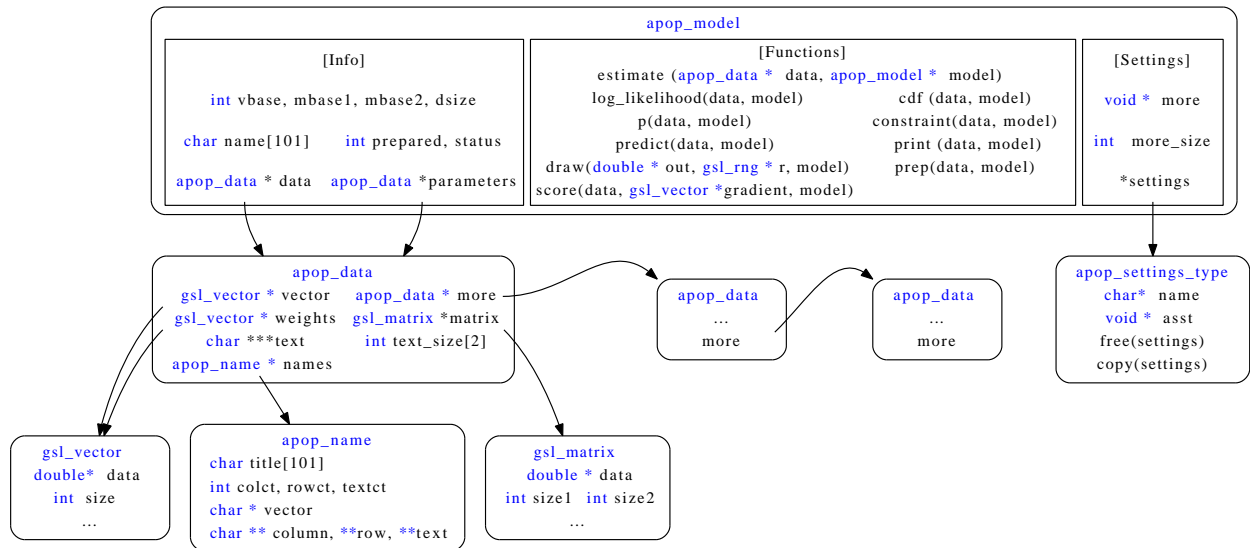 apop_model
[Info]
int vbase, mbase1, mbase2, dsize
char name[101] int prepared, status
apop_data * data apop_data *parameters
[Functions]
estimate (apop_data * data, apop_model * model)
log_likelihood(data, model) cdf (data, model)
p(data, model) constraint(data, model)
predict(data, model) print (data, model)
draw(double * out, gsl_rng * r, model) prep(data, model)
score(data, gsl_vector *gradient, model)
[Settings]
void * more
int more_size
*settings
apop_data
gsl_vector * vector apop_data * more
gsl_vector * weights gsl_matrix *matrix
char ***text int text_size[2]
apop_name * names
apop_data
...
more
apop_data
...
more
apop_settings_type
char* name
void * asst
free(settings)
copy(settings)
gsl_vector
double* data
int size
...
apop_name
char title[101]
int colct, rowct, textct
char * vector
char ** column, **row, **text
gsl_matrix
double * data
int size1 int size2
...